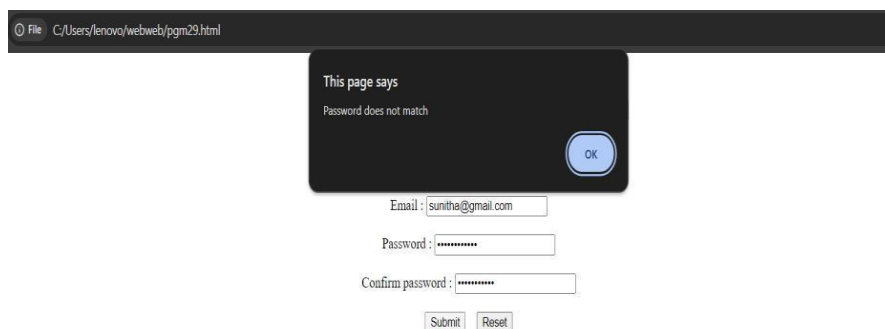 File C:/Users/lenovo/webweb/pgm29.html
This page says
Password does not match
OK
Email : sunitha@gmail.com
Password : ••••••••••••
Confirm password : •••••••••••
Submit Reset